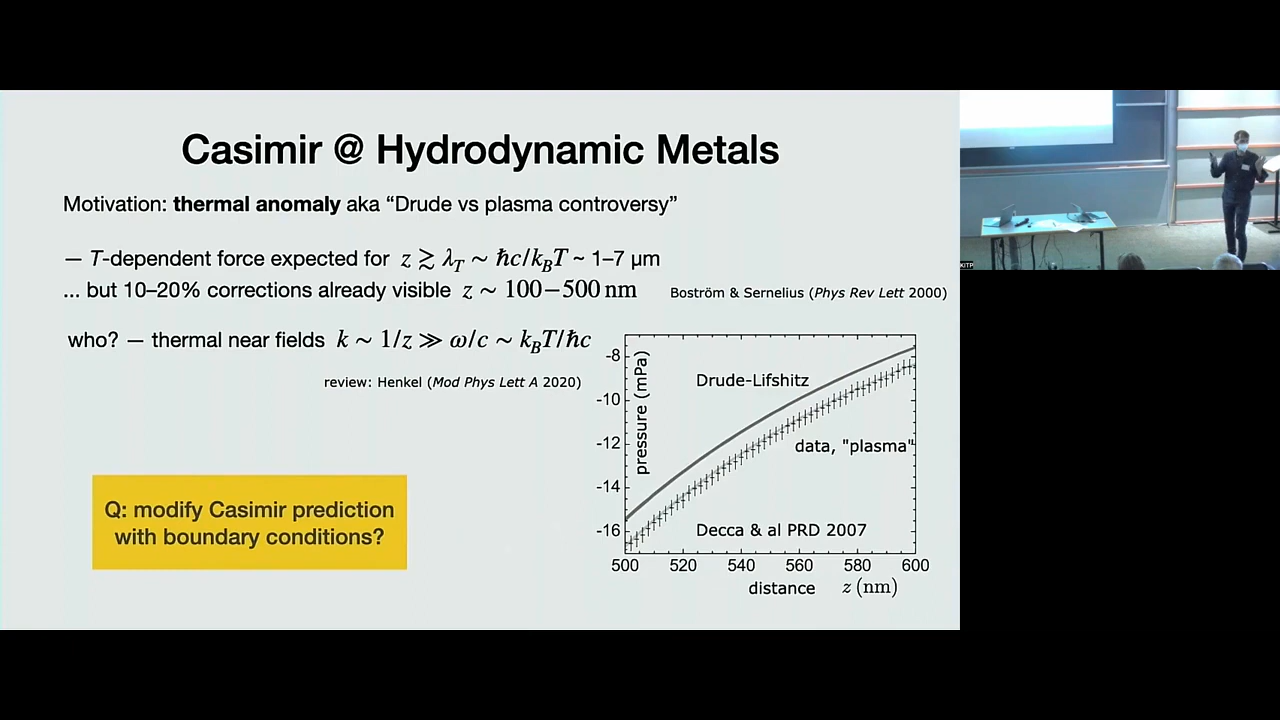 Casimir @ Hydrodynamic Metals
Motivation: thermal anomaly aka “Drude vs plasma controversy”
— T-dependent force expected for z ≳ λ_T ~ ħc/k_BT ~ 1–7 µm
... but 10–20% corrections already visible z ~ 100–500 nm
Boström & Sernelius (Phys Rev Lett 2000)
who? — thermal near fields k ~ 1/z ≫ ω/c ~ k_BT/ħc
review: Henkel (Mod Phys Lett A 2020)
Q: modify Casimir prediction
with boundary conditions?
pressure (mPa)
-8
-10
-12
-14
-16
Drude-Lifshitz
data, "plasma"
Decca & al PRD 2007
500 520 540 560 580 600
distance z (nm)
KITP